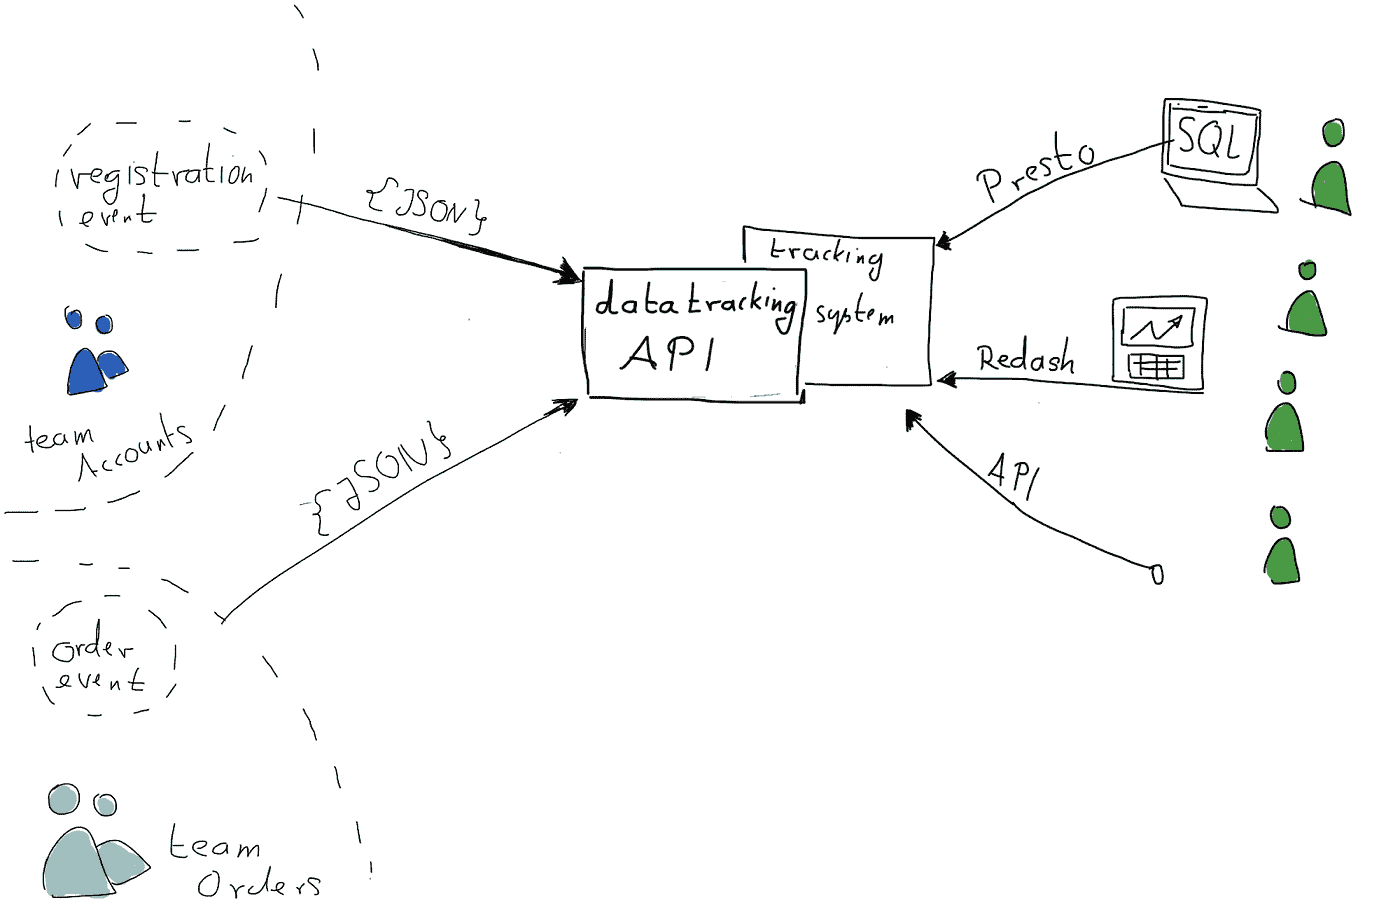 registration
event
{JSON}
team
Accounts
data tracking
API
tracking
system
Presto
SQL
Redash
API
{JSON}
order
event
team
Orders